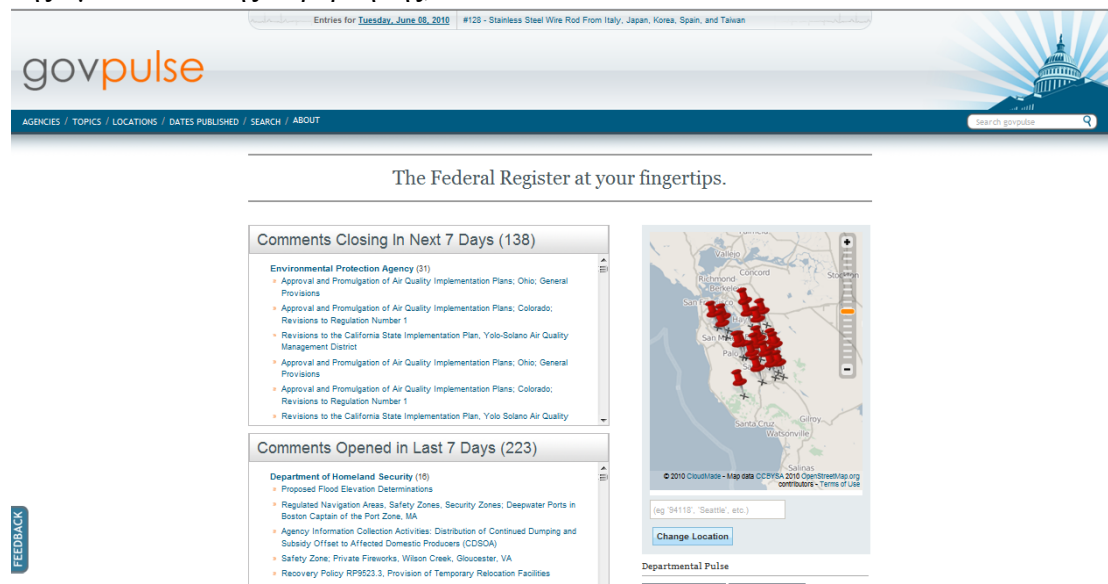 Entries for Tuesday, June 08, 2010 #128 - Stainless Steel Wire Rod From Italy, Japan, Korea, Spain, and Taiwan
govpulse
AGENCIES / TOPICS / LOCATIONS / DATES PUBLISHED / SEARCH / ABOUT
Search govpulse
The Federal Register at your fingertips.
Comments Closing In Next 7 Days (138)
Environmental Protection Agency (31)
Approval and Promulgation of Air Quality Implementation Plans; Ohio; General
Provisions
Approval and Promulgation of Air Quality Implementation Plans; Colorado;
Revisions to Regulation Number 1
Revisions to the California State Implementation Plan, Yolo-Solano Air Quality
Management District
Approval and Promulgation of Air Quality Implementation Plans; Ohio; General
Provisions
Approval and Promulgation of Air Quality Implementation Plans; Colorado;
Revisions to Regulation Number 1
Revisions to the California State Implementation Plan, Yolo Solano Air Quality
Comments Opened in Last 7 Days (223)
Department of Homeland Security (16)
Proposed Flood Elevation Determinations
Regulated Navigation Areas, Safety Zones, Security Zones; Deepwater Ports in
Boston Captain of the Port Zone, MA
Agency Information Collection Activities: Distribution of Continued Dumping and
Subsidy Offset to Affected Domestic Producers (CDSOA)
Safety Zone; Private Fireworks, Wilson Creek, Gloucester, VA
Recovery Policy RP9523.3, Provision of Temporary Relocation Facilities
Vallejo
Concord
Richmond
Berkele
San
San M
Palo
Santa Cruz
Gilroy
Watsonville
Salinas
© 2010 CloudMade - Map data CCBYSA 2010 OpenStreetMap.org
contributors - Terms of Use
(eg '94118', 'Seattle', etc.)
Change Location
Departmental Pulse
FEEDBACK